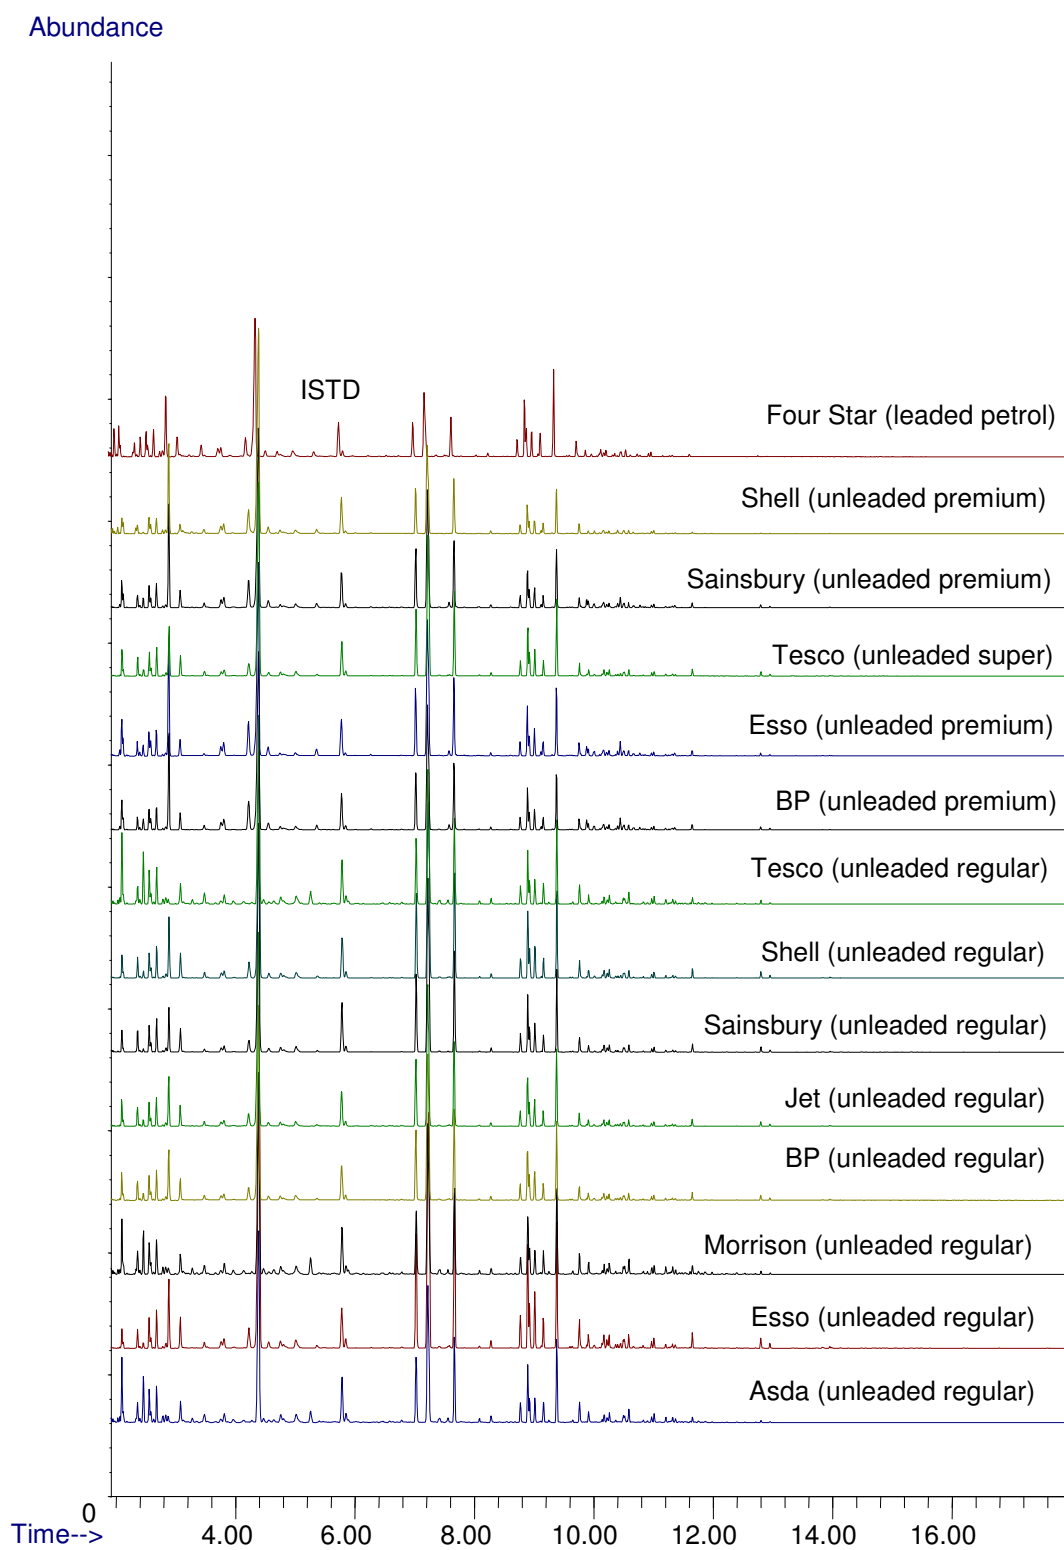 Abundance
ISTD
Four Star (leaded petrol)
Shell (unleaded premium)
Sainsbury (unleaded premium)
Tesco (unleaded super)
Esso (unleaded premium)
BP (unleaded premium)
Tesco (unleaded regular)
Shell (unleaded regular)
Sainsbury (unleaded regular)
Jet (unleaded regular)
BP (unleaded regular)
Morrison (unleaded regular)
Esso (unleaded regular)
Asda (unleaded regular)
0
Time--> 4.00 6.00 8.00 10.00 12.00 14.00 16.00